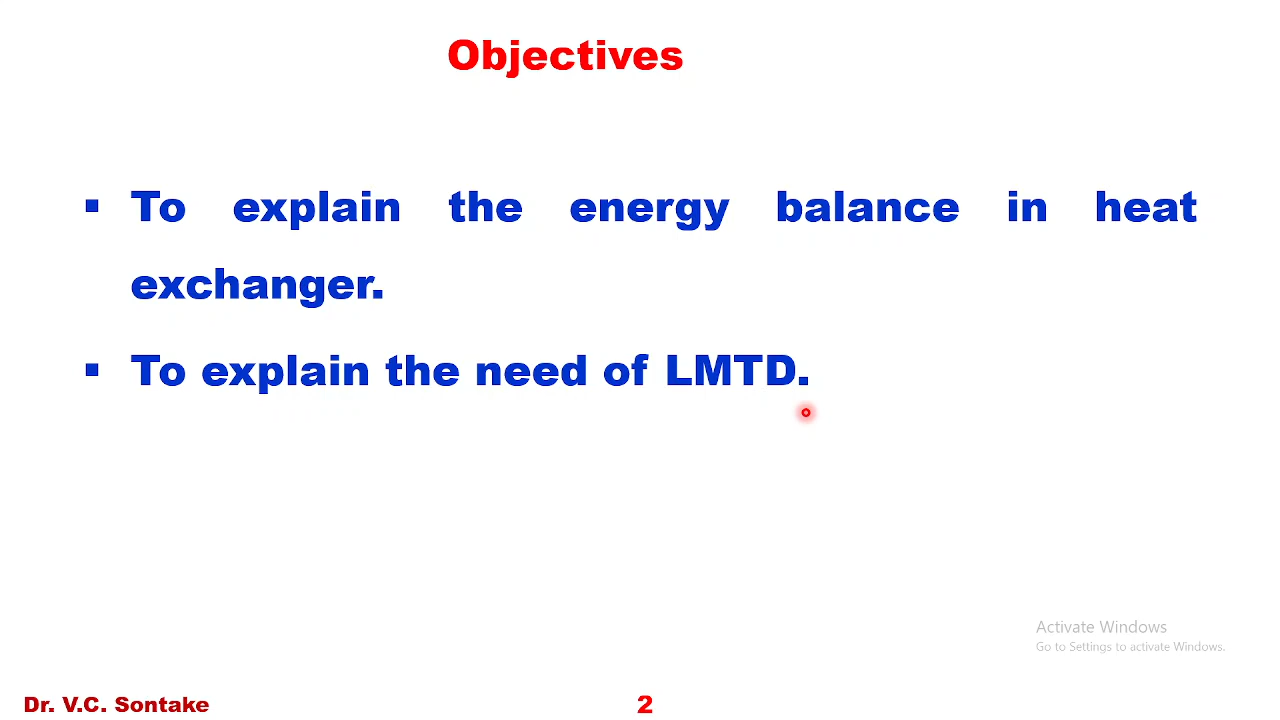 Objectives
▪ To explain the energy balance in heat
exchanger.
▪ To explain the need of LMTD.
Activate Windows
Go to Settings to activate Windows.
Dr. V.C. Sontake
2